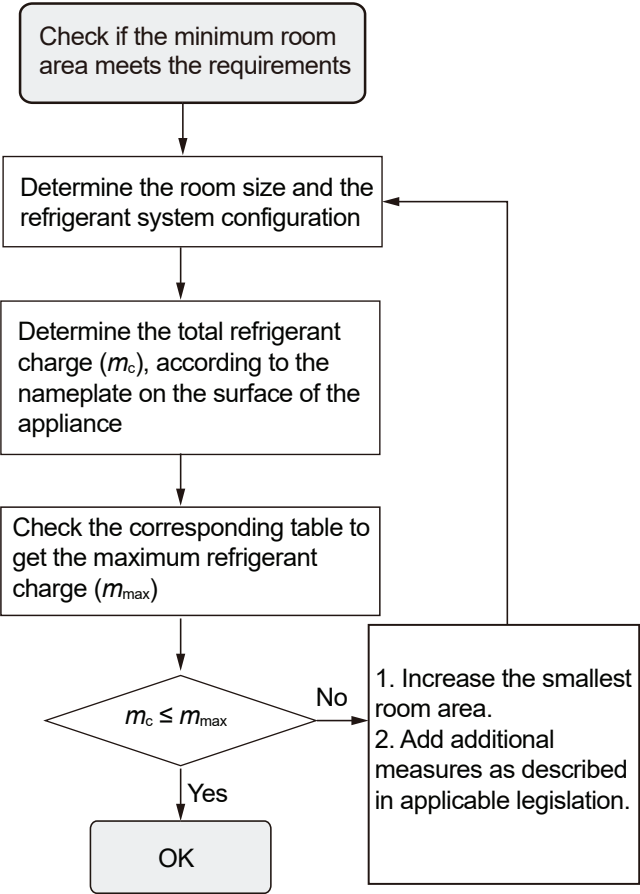 Check if the minimum room
area meets the requirements
Determine the room size and the
refrigerant system configuration
Determine the total refrigerant
charge (mc), according to the
nameplate on the surface of the
appliance
Check the corresponding table to
get the maximum refrigerant
charge (mmax)
mc ≤ mmax
No
1. Increase the smallest
room area.
2. Add additional
measures as described
in applicable legislation.
Yes
OK